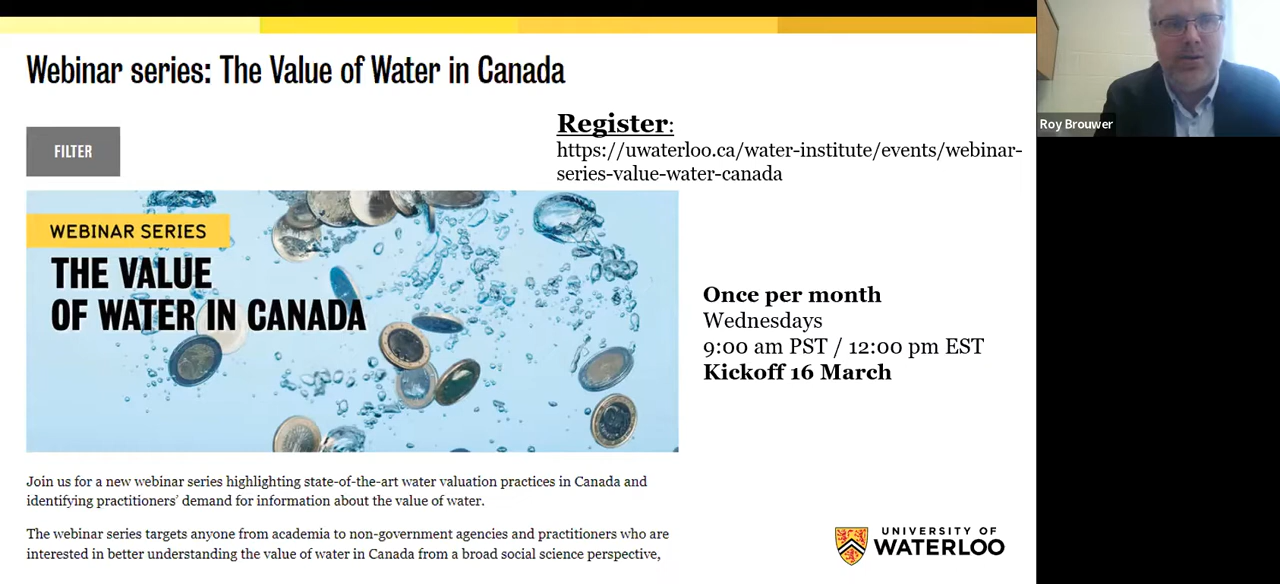 Webinar series: The Value of Water in Canada
Roy Brouwer
Register:
https://uwaterloo.ca/water-institute/events/webinar-
series-value-water-canada
FILTER
WEBINAR SERIES
THE VALUE
OF WATER IN CANADA
Once per month
Wednesdays
9:00 am PST / 12:00 pm EST
Kickoff 16 March
Join us for a new webinar series highlighting state-of-the-art water valuation practices in Canada and
identifying practitioners’ demand for information about the value of water.
The webinar series targets anyone from academia to non-government agencies and practitioners who are
interested in better understanding the value of water in Canada from a broad social science perspective,
UNIVERSITY OF
WATERLOO